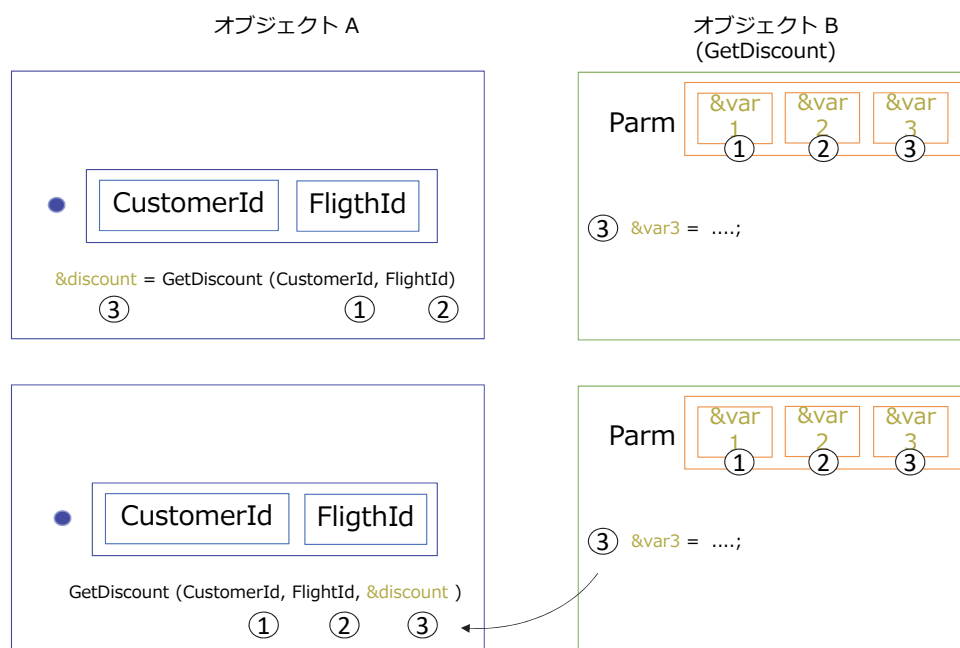 オブジェクト A
オブジェクト B
(GetDiscount)
Parm
&var
1
&var
2
&var
3
① ② ③
CustomerId
FligthId
③ &var3 = ....;
&discount = GetDiscount (CustomerId, FlightId)
③ ① ②
Parm
&var
1
&var
2
&var
3
① ② ③
CustomerId
FligthId
③ &var3 = ....;
GetDiscount (CustomerId, FlightId, &discount )
① ② ③